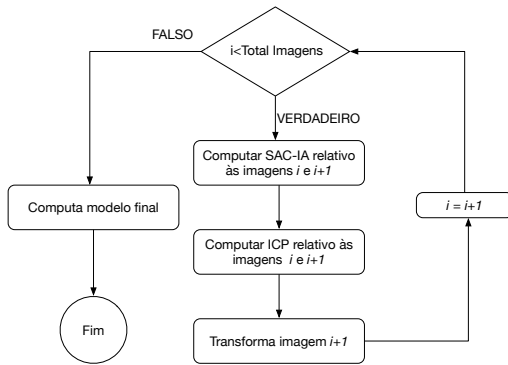 FALSO
i<Total Imagens
VERDADEIRO
Computar SAC-IA relativo
às imagens i e i+1
Computa modelo final
i = i+1
Computar ICP relativo às
imagens i e i+1
Fim
Transforma imagem i+1